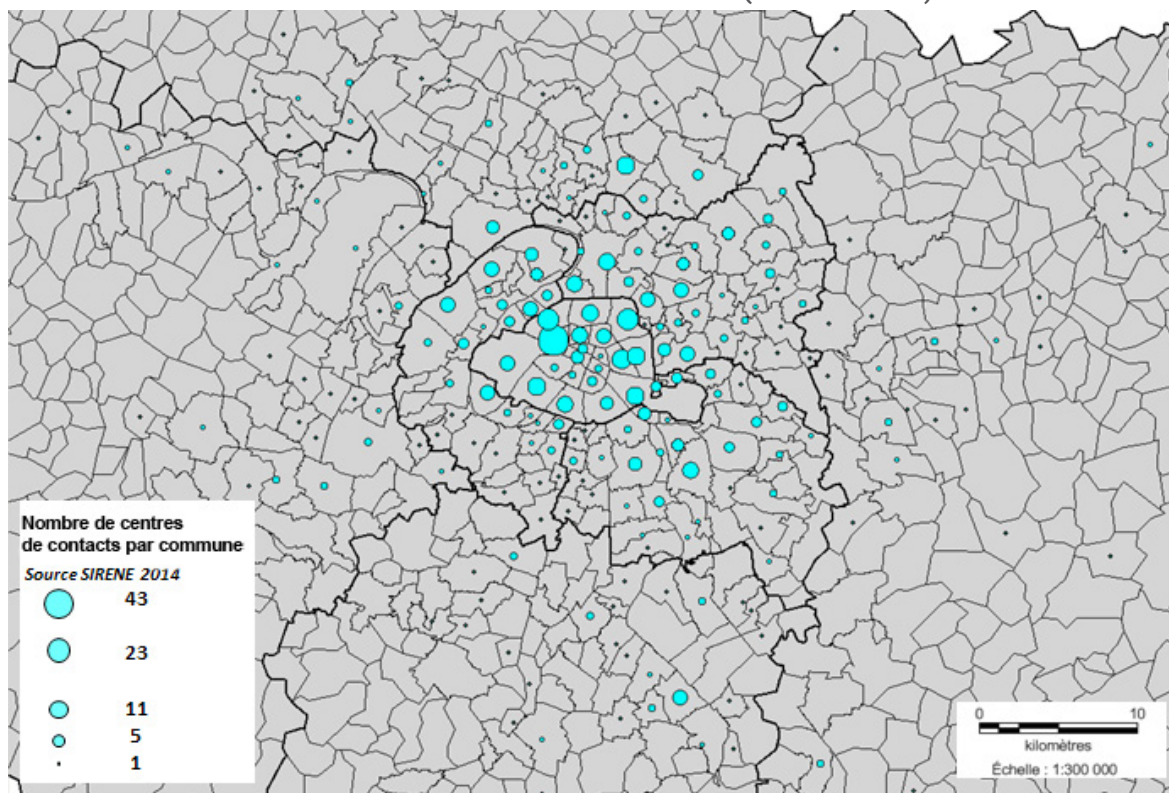 Nombre de centres
de contacts par commune
Source SIRENE 2014
43
23
11
5
1
0 10
kilomètres
Échelle : 1:300 000